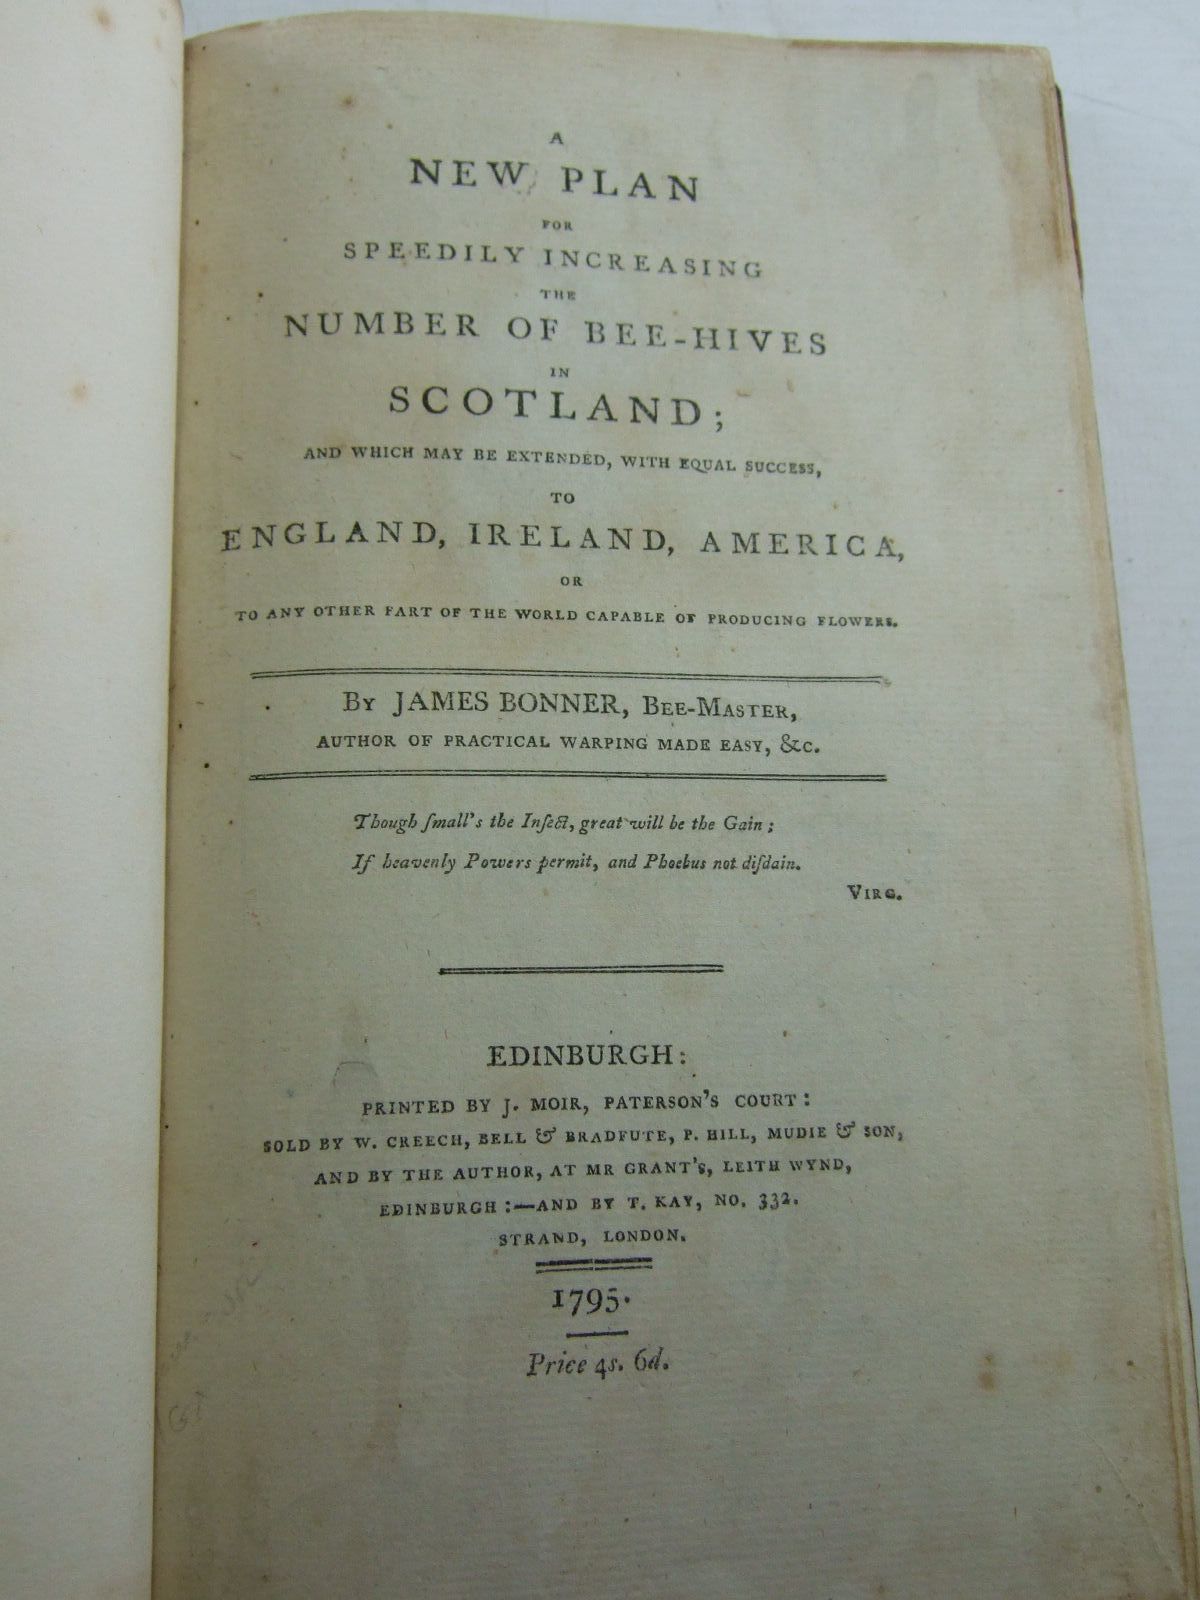 A
NEW PLAN
FOR
SPEEDILY INCREASING
THE
NUMBER OF BEE-HIVES
IN
SCOTLAND;
AND WHICH MAY BE EXTENDED, WITH EQUAL SUCCESS,
TO
ENGLAND, IRELAND, AMERICA,
OR
TO ANY OTHER PART OF THE WORLD CAPABLE OF PRODUCING FLOWERS.
BY JAMES BONNER, BEE-MASTER,
AUTHOR OF PRACTICAL WARPING MADE EASY, &C.
Though ſmall's the Inſect, great will be the Gain;
If heavenly Powers permit, and Phoebus not diſdain.
VIRG.
EDINBURGH:
PRINTED BY J. MOIR, PATERSON'S COURT:
SOLD BY W. CREECH, BELL & BRADFUTE, P. HILL, MUDIE & SON,
AND BY THE AUTHOR, AT MR GRANT'S, LEITH WYND,
EDINBURGH:—AND BY T. KAY, NO. 332.
STRAND, LONDON.
1795.
Price 4s. 6d.